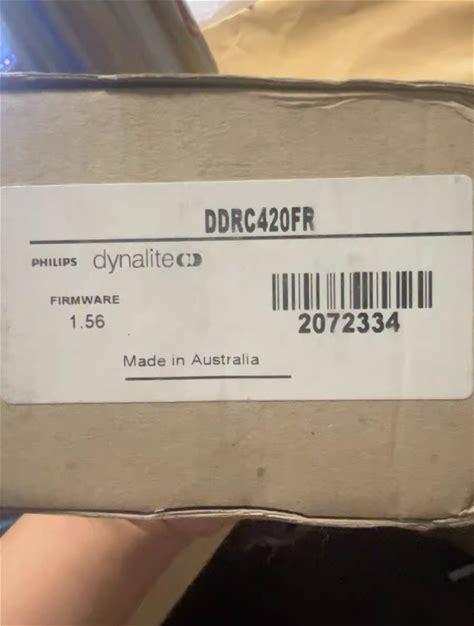 DDRC420FR
PHILIPS dynalite
FIRMWARE
1.56
2072334
Made in Australia